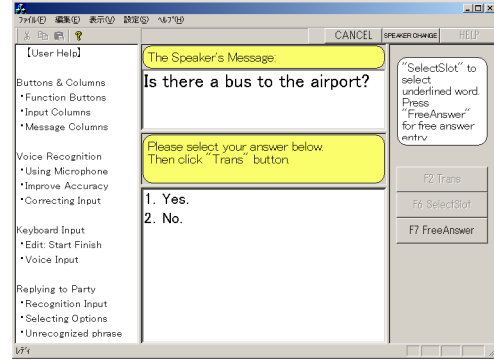 ファイル(F) 編集(E) 表示(V) 設定(S) ヘルプ(H)
CANCEL SPEAKER CHANGE HELP
【User Help】
Buttons & Columns
・Function Buttons
・Input Columns
・Message Columns
Voice Recognition
・Using Microphone
・Improve Accuracy
・Correcting Input
Keyboard Input
・Edit: Start Finish
・Voice Input
Replying to Party
・Recognition Input
・Selecting Options
・Unrecognized phrase
The Speaker's Message:
Is there a bus to the airport?
Please select your answer below.
Then click "Trans" button.
1. Yes.
2. No.
"SelectSlot" to
select
underlined word.
Press
"FreeAnswer"
for free answer
entry.
F2 Trans
F6 SelectSlot
F7 FreeAnswer
レディ